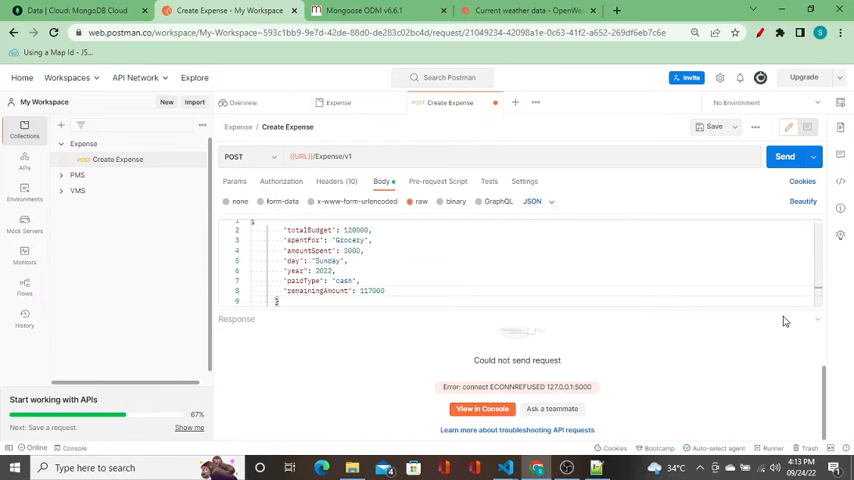 Data | Cloud: MongoDB Cloud
Create Expense - My Workspace
Mongoose ODM v6.6.1
Current weather data - OpenWe
web.postman.co/workspace/My-Workspace~593c1bb9-9e7d-42de-88d0-de283c02bc4d/request/21049234-42098a1e-0c63-41f2-a652-269df6eb7c6e
Using a Map Id - JS...
Home Workspaces API Network Explore Search Postman Invite Upgrade
My Workspace New Import Overview Expense POST Create Expense No Environment
Collections
Expense
POST Create Expense
PMS
VMS
APIs
Environments
Mock Servers
Monitors
Flows
History
Expense / Create Expense Save
POST {{URL}}/Expense/v1 Send
Params Authorization Headers (10) Body Pre-request Script Tests Settings Cookies
none form-data x-www-form-urlencoded raw binary GraphQL JSON Beautify
1 {
2 "totalBudget": 120000,
3 "spentFor": "Grocery",
4 "amountSpent": 3000,
5 "day": "Sunday",
6 "year": 2022,
7 "paidType": "cash",
8 "remainingAmount": 117000
9 }
Response
Could not send request
Error: connect ECONNREFUSED 127.0.0.1:5000
View in Console Ask a teammate
Learn more about troubleshooting API requests
Start working with APIs
67%
Next: Save a request. Show me
Online Console Cookies Bootcamp Auto-select agent Runner Trash
Type here to search
4
34°C
4:13 PM
09/24/22